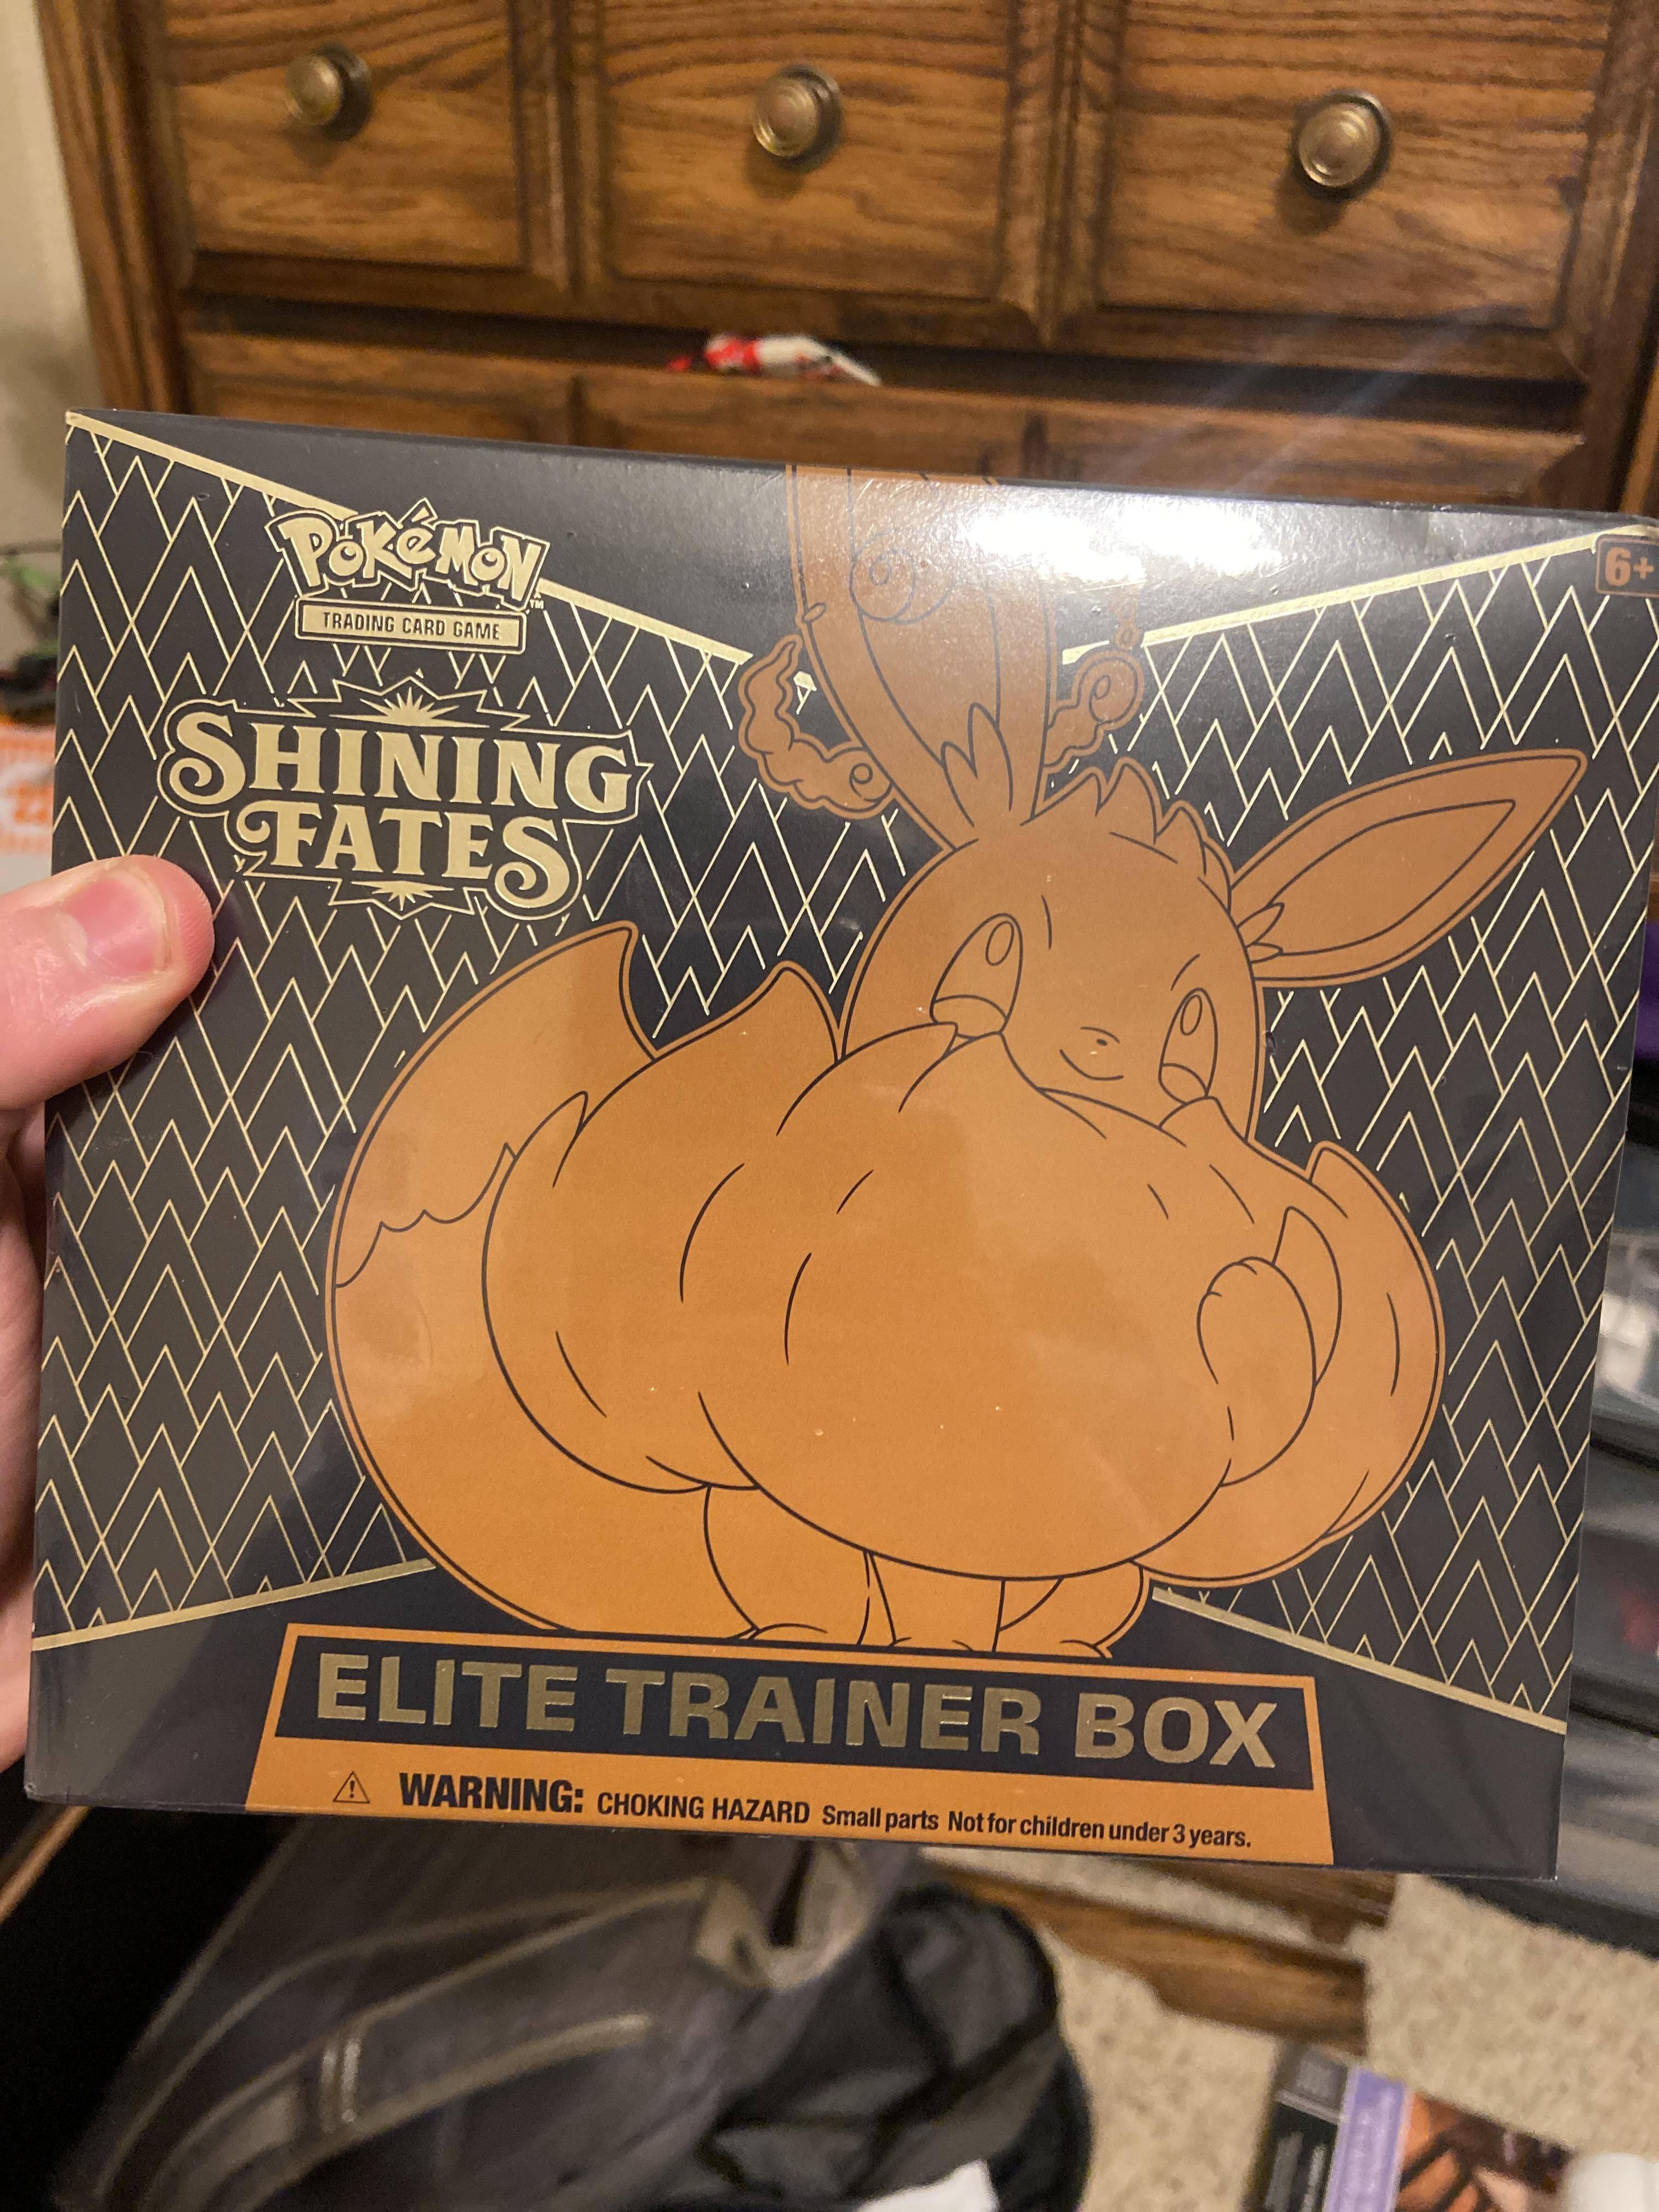 POKéMON™
TRADING CARD GAME
6+
SHINING
FATES
ELITE TRAINER BOX
⚠ WARNING: CHOKING HAZARD Small parts Not for children under 3 years.